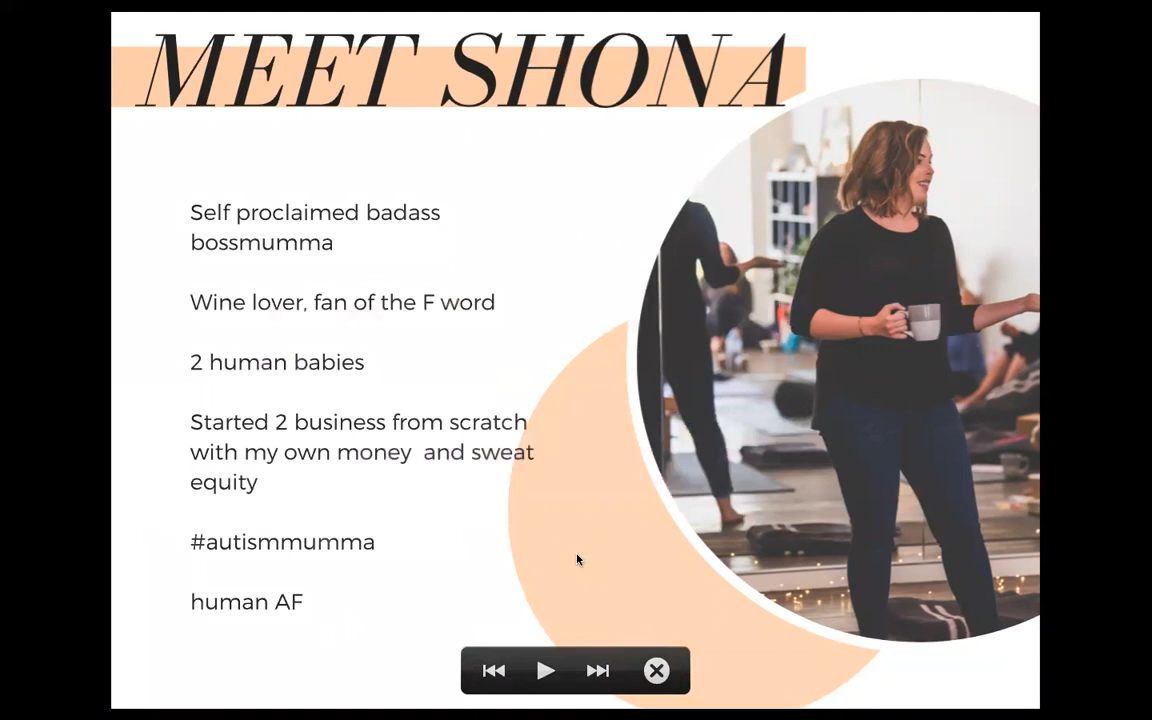 MEET SHONA
Self proclaimed badass
bossmumma
Wine lover, fan of the F word
2 human babies
Started 2 business from scratch
with my own money  and sweat
equity
#autismmumma
human AF